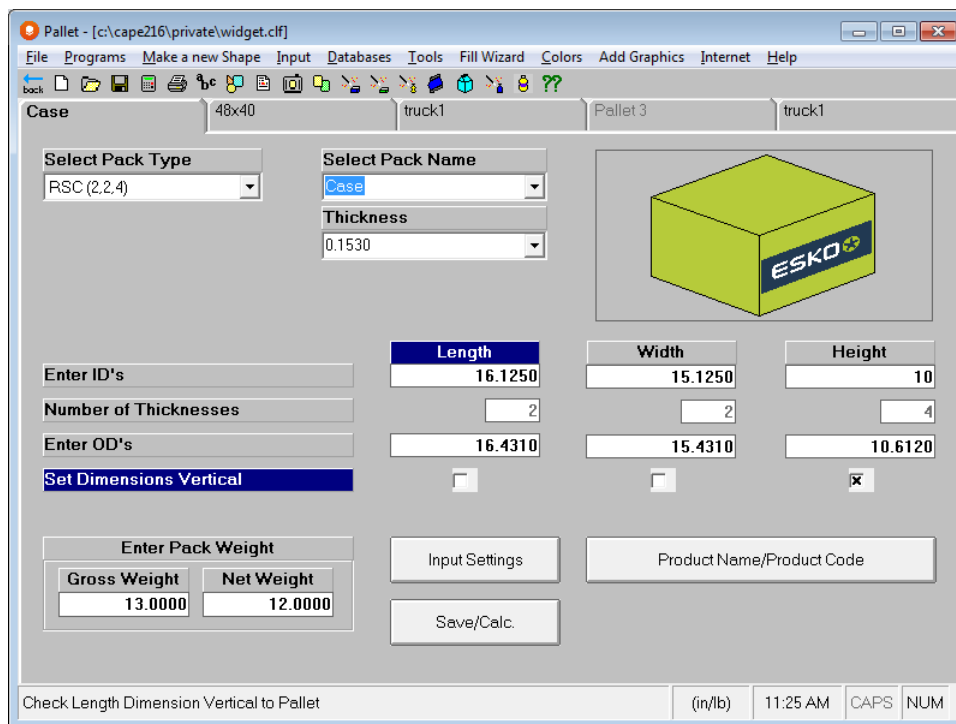 Pallet - [c:\cape216\private\widget.clf]
File Programs Make a new Shape Input Databases Tools Fill Wizard Colors Add Graphics Internet Help
back abc ??
Case 48x40 truck1 Pallet 3 truck1
Select Pack Type Select Pack Name
RSC (2,2,4) Case
Thickness
0.1530
ESKO
Length Width Height
Enter ID's 16.1250 15.1250 10
Number of Thicknesses 2 2 4
Enter OD's 16.4310 15.4310 10.6120
Set Dimensions Vertical
Enter Pack Weight Input Settings Product Name/Product Code
Gross Weight Net Weight
13.0000 12.0000
Save/Calc.
Check Length Dimension Vertical to Pallet (in/lb) 11:25 AM CAPS NUM